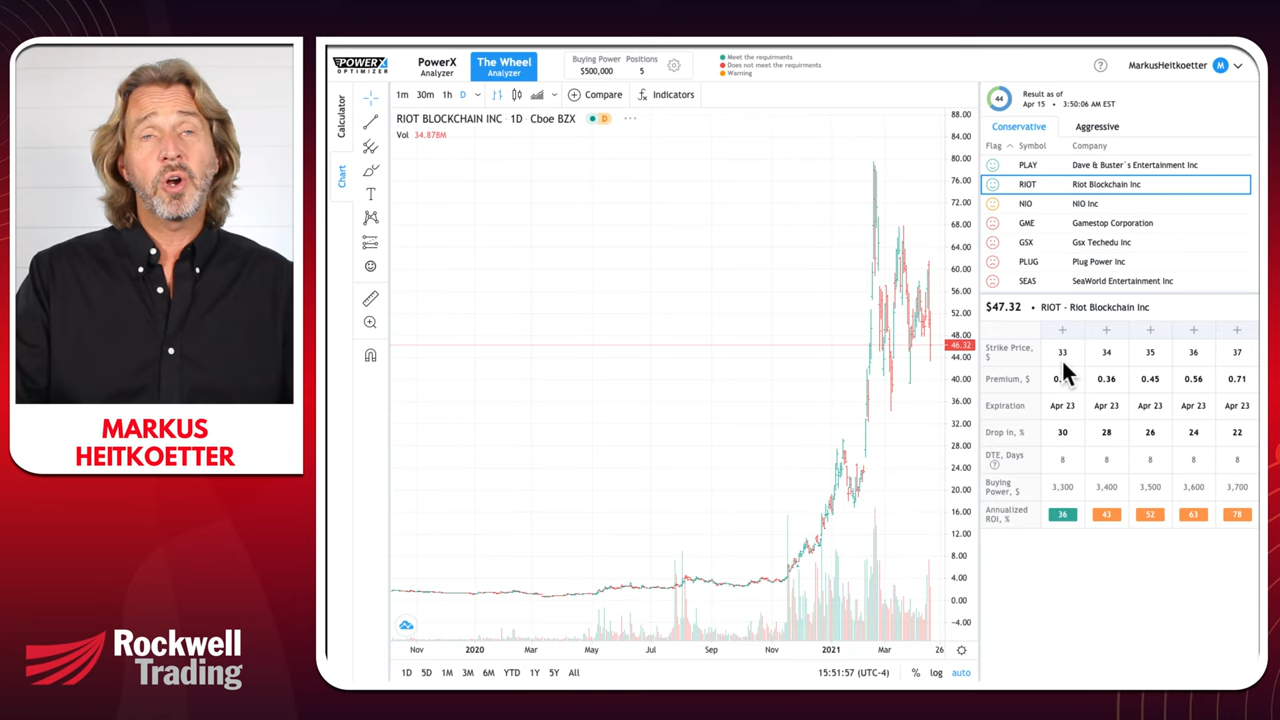 MARKUS
HEITKOETTER
Rockwell
Trading
POWERX
OPTIMIZER
PowerX
Analyzer
The Wheel
Analyzer
Buying Power Positions
$500,000 5
Meet the requirments
Does not meet the requirments
Warning
? MarkusHeitkoetter M
Calculator
Chart
1m 30m 1h D Compare Indicators
RIOT BLOCKCHAIN INC · 1D · Cboe BZX D
Vol 34.878M
88.00
84.00
80.00
76.00
72.00
68.00
64.00
60.00
56.00
52.00
48.00
46.32
44.00
40.00
36.00
32.00
28.00
24.00
20.00
16.00
12.00
8.00
4.00
0.00
−4.00
Nov 2020 Mar May Jul Sep Nov 2021 Mar 26
1D 5D 1M 3M 6M YTD 1Y 5Y All 15:51:57 (UTC-4) % log auto
44
Result as of
Apr 15 • 3:50:06 AM EST
Conservative Aggressive
Flag Symbol Company
PLAY Dave & Buster`s Entertainment Inc
RIOT Riot Blockchain Inc
NIO NIO Inc
GME Gamestop Corporation
GSX Gsx Techedu Inc
PLUG Plug Power Inc
SEAS SeaWorld Entertainment Inc
$47.32 • RIOT - Riot Blockchain Inc
+ + + + +
Strike Price, $ 33 34 35 36 37
Premium, $ 0.36 0.45 0.56 0.71
Expiration Apr 23 Apr 23 Apr 23 Apr 23 Apr 23
Drop in, % 30 28 26 24 22
DTE, Days ? 8 8 8 8 8
Buying Power, $ 3,300 3,400 3,500 3,600 3,700
Annualized ROI, % 36 43 52 63 78